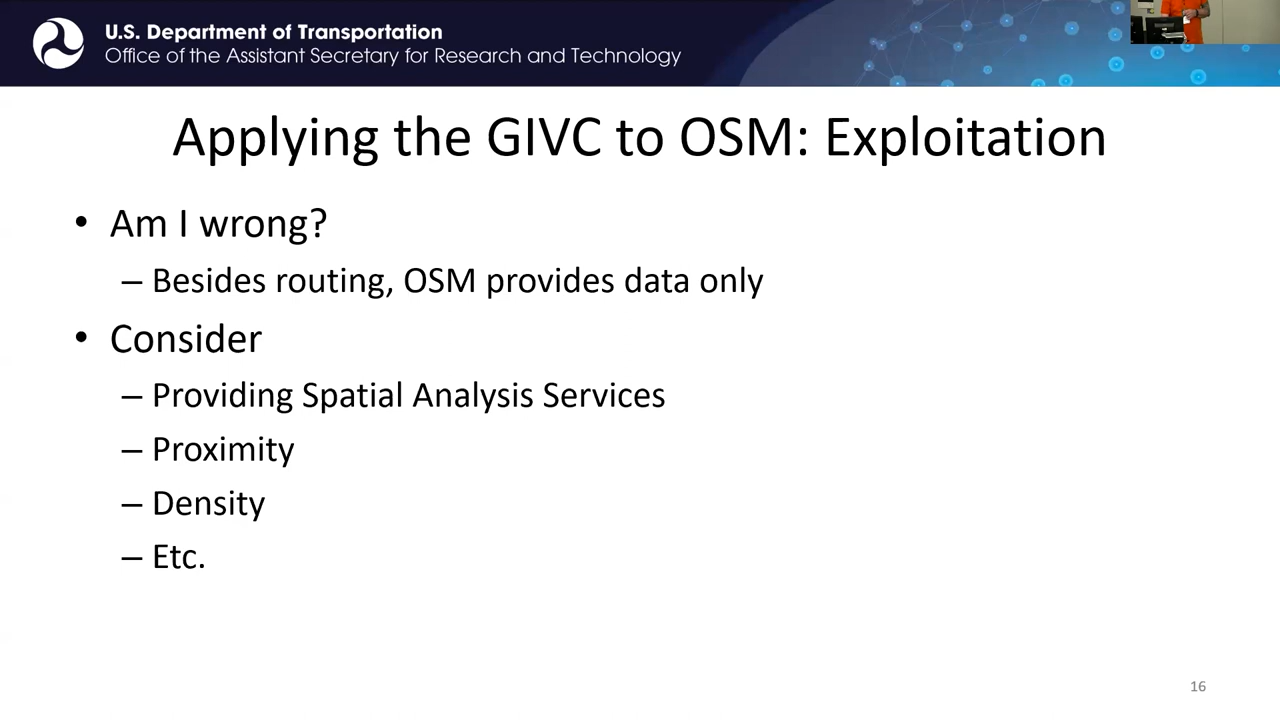 U.S. Department of Transportation
Office of the Assistant Secretary for Research and Technology
Applying the GIVC to OSM: Exploitation
• Am I wrong?
– Besides routing, OSM provides data only
• Consider
– Providing Spatial Analysis Services
– Proximity
– Density
– Etc.
16